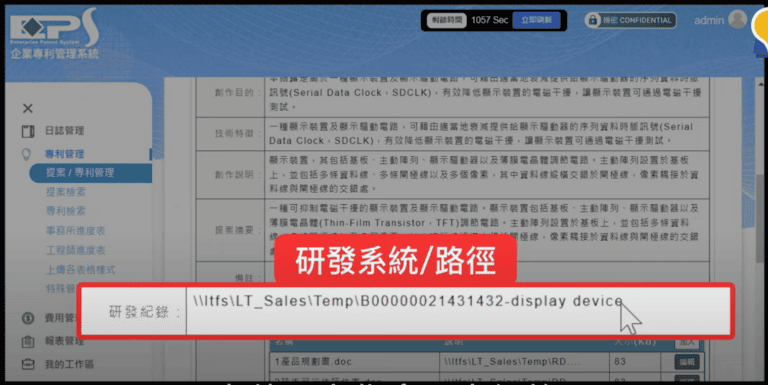 EPS
Enterprise Patent System
企業專利管理系統
剩餘時間 1057 Sec 立即刷新
機密 CONFIDENTIAL
admin
日誌管理
專利管理
提案 / 專利管理
提案檢索
專利檢索
事務所進度表
工程師進度表
上傳各表格樣式
特殊管
費用管
報表管理
我的工作區
創作目的：
訊號(Serial Data Clock，SDCLK)，有效降低顯示裝置的電磁干擾，讓顯示裝置可通過電磁干擾
測試。
技術特徵：
一種顯示裝置及顯示驅動電路，可藉由適當地衰減提供給顯示驅動器的序列資料時脈訊號(Serial
Data Clock，SDCLK)，有效降低顯示裝置的電磁干擾，讓顯示裝置可通過電磁干擾測試。
創作說明：
顯示裝置，其包括基板、主動陣列、顯示驅動器以及薄膜電晶體調節電路。主動陣列設置於基板
上，並包括多條資料線、多條閘極線以及多個像素，其中資料線縱橫交錯於閘極線，像素耦接於資
料線與閘極線的交錯處。
提案摘要：
一種可抑制電磁干擾的顯示裝置及顯示驅動電路。顯示裝置包括基板、主動陣列、顯示驅動器以及
薄膜電晶體(Thin-Film Transistor，TFT)調節電路。主動陣列設置於基板上，並包括多條資料
像素耦接於資料線與閘極線的交錯
備註：
研發系統/路徑
研發紀錄：
\\ltfs\LT_Sales\Temp\B00000021431432-display device
名稱 說明 大小(KB) 加入
1產品規劃書.doc \\ltfs\LT_Sales\Temp\RD.... 83 編輯